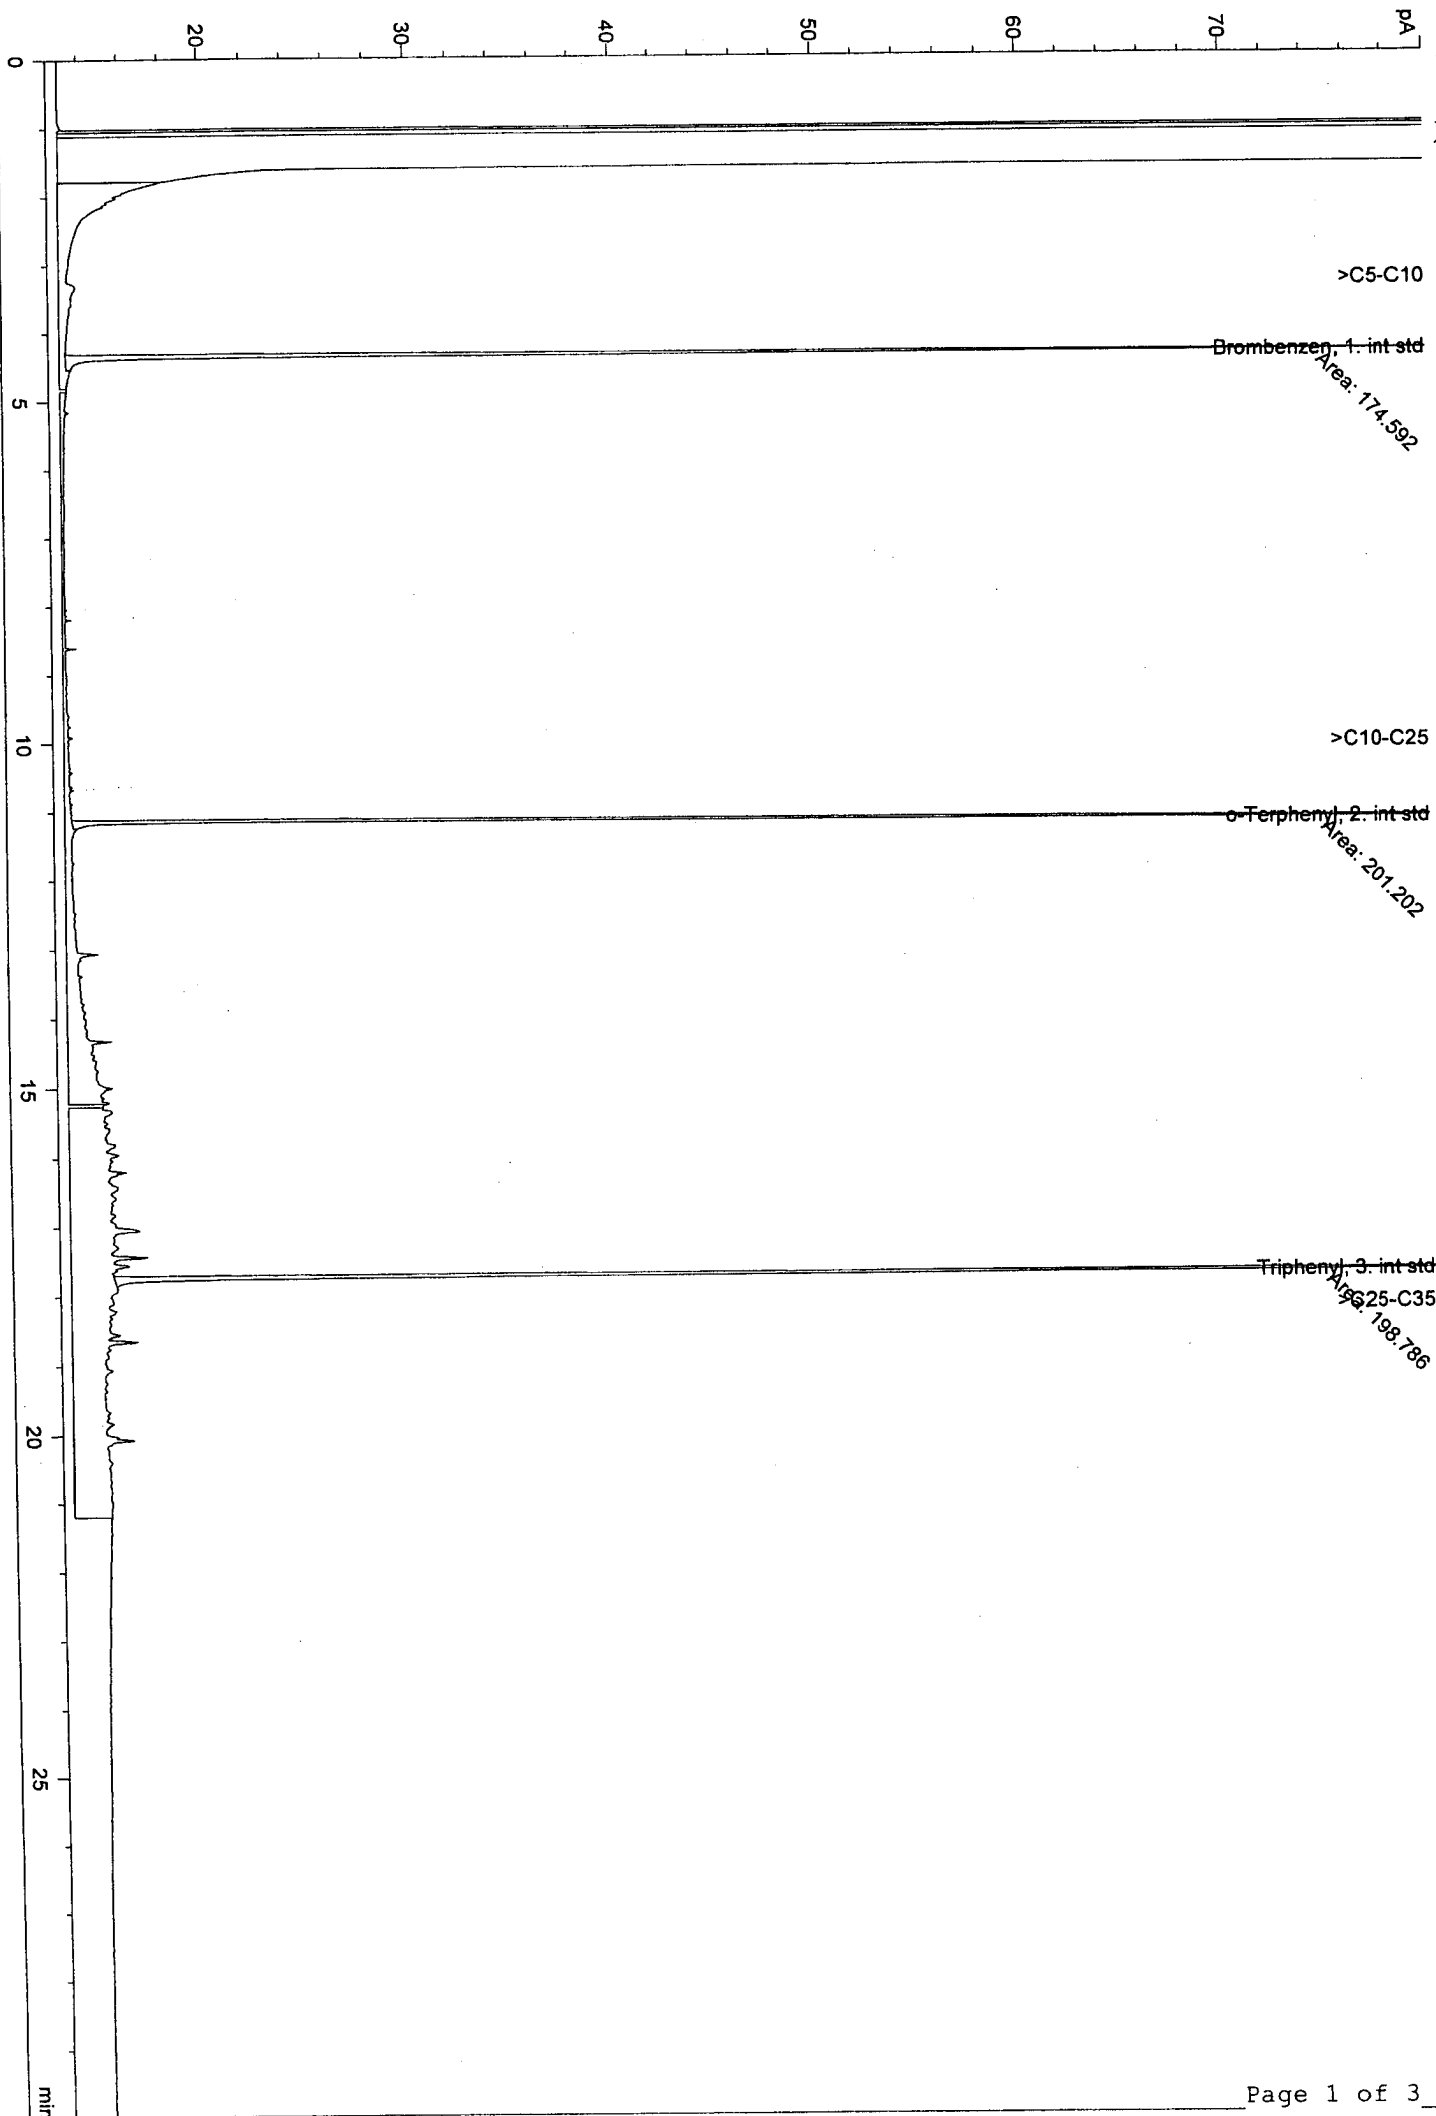 pA
20
30
40
50
60
70
0
5
10
15
20
25
>C5-C10
Brombenzen, 1. int std
Area: 174.592
>C10-C25
o-Terphenyl, 2. int std
Area: 201.202
Triphenyl, 3. int std
Area: 198.786
>C25-C35
Page 1 of 3